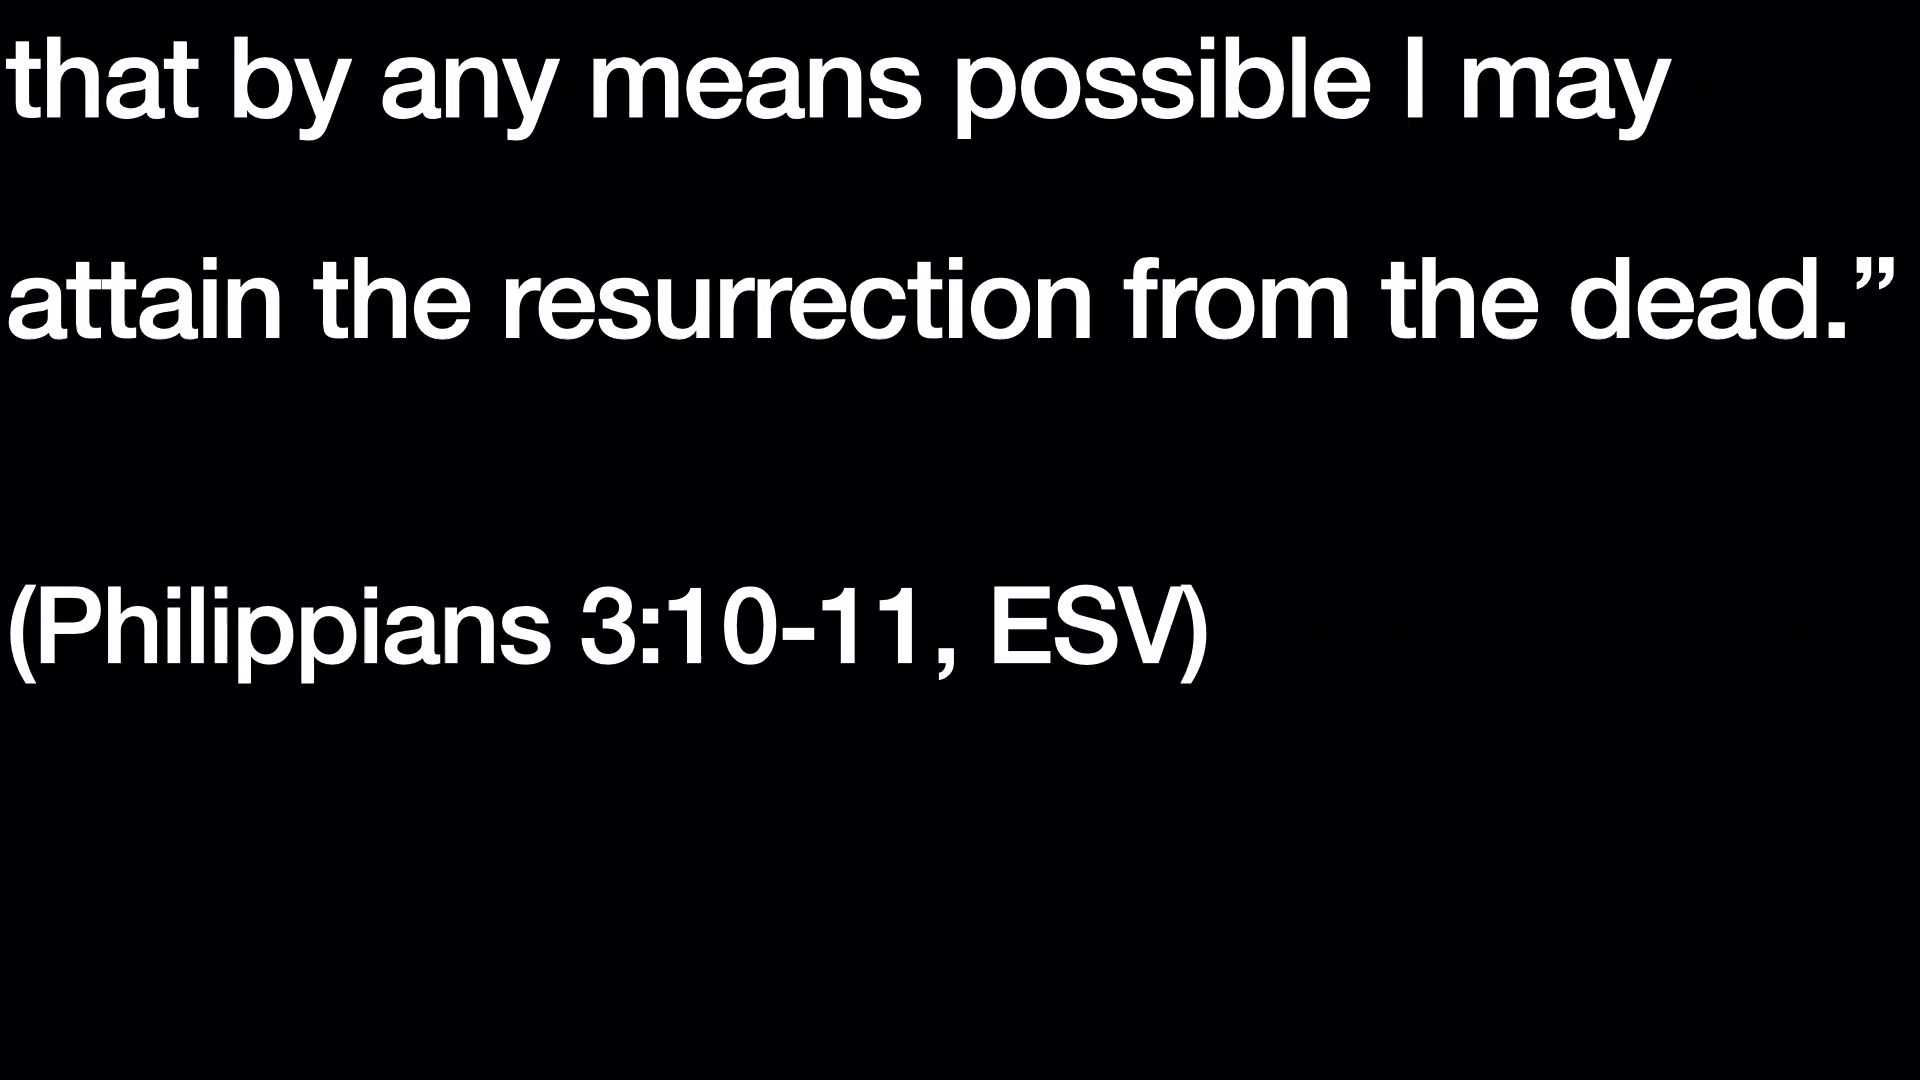 that by any means possible I may
attain the resurrection from the dead.”
(Philippians 3:10-11, ESV)